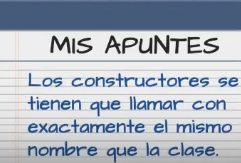 MIS APUNTES
Los constructores se
tienen que llamar con
exactamente el mismo
nombre que la clase.